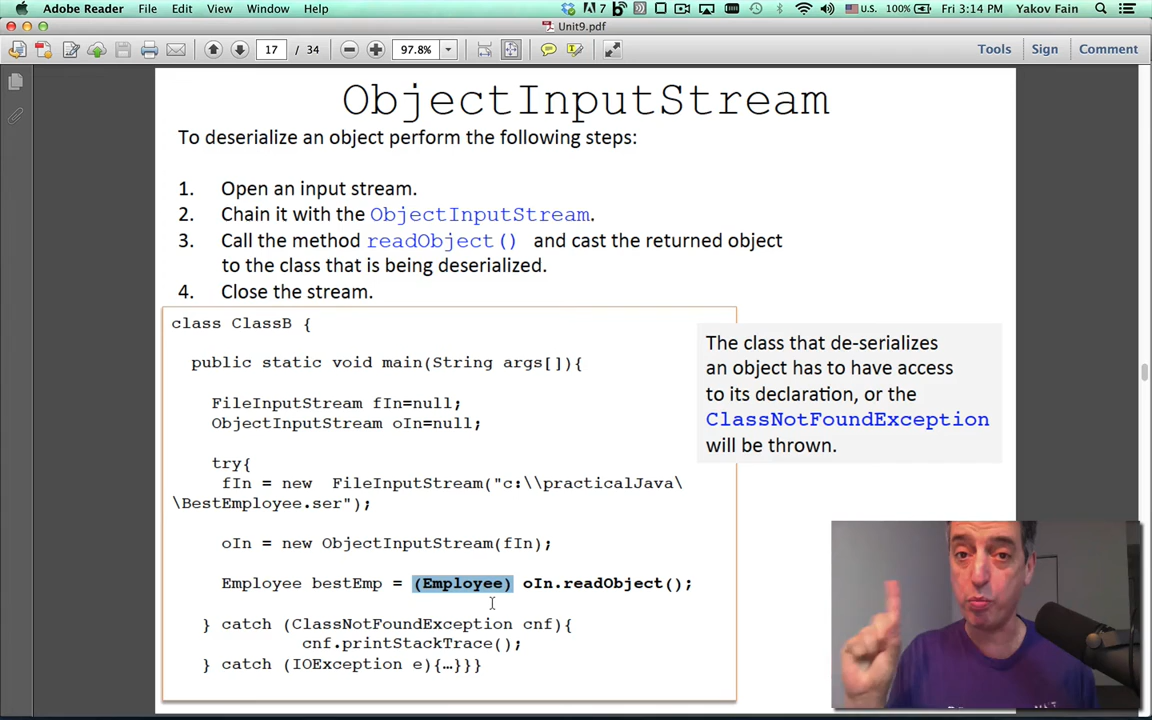 Adobe Reader File Edit View Window Help 7 U.S. 100% Fri 3:14 PM Yakov Fain
Unit9.pdf
17 / 34 97.8% Tools Sign Comment
ObjectInputStream
To deserialize an object perform the following steps:
1. Open an input stream.
2. Chain it with the ObjectInputStream.
3. Call the method readObject() and cast the returned object
to the class that is being deserialized.
4. Close the stream.
class ClassB {
public static void main(String args[]){
FileInputStream fIn=null;
ObjectInputStream oIn=null;
try{
fIn = new FileInputStream("c:\\practicalJava\
\BestEmployee.ser");
oIn = new ObjectInputStream(fIn);
Employee bestEmp = (Employee) oIn.readObject();
} catch (ClassNotFoundException cnf){
cnf.printStackTrace();
} catch (IOException e){…}}}
The class that de-serializes
an object has to have access
to its declaration, or the
ClassNotFoundException
will be thrown.